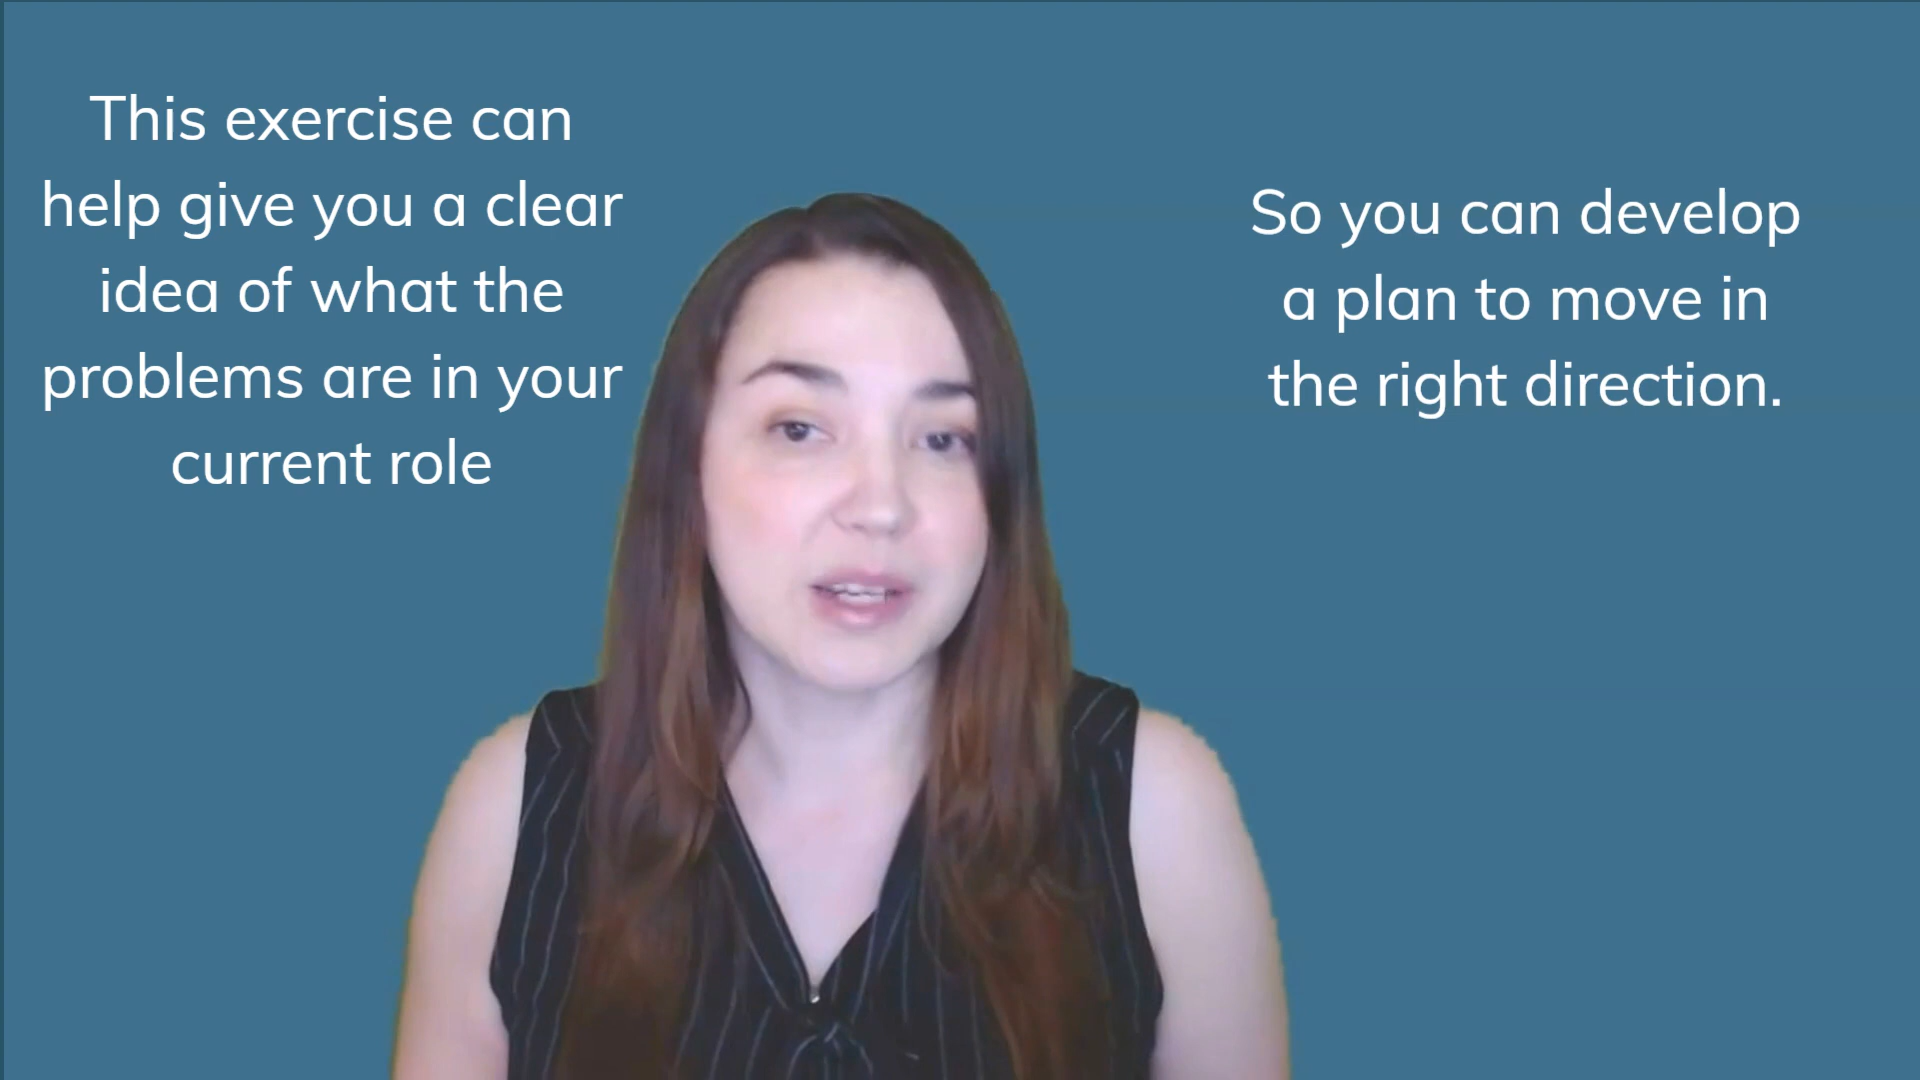 This exercise can
help give you a clear
idea of what the
problems are in your
current role
So you can develop
a plan to move in
the right direction.